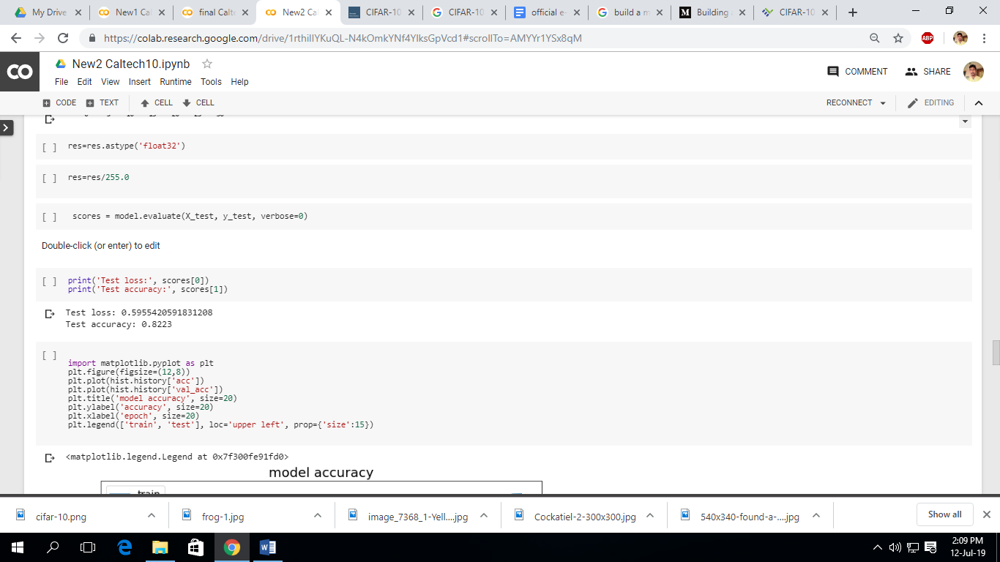 My Drive
New1 Cal
final Calte
New2 Cal
CIFAR-10
CIFAR-10
official e-
build a m
Building
CIFAR-10
https://colab.research.google.com/drive/1rthiIlYKuQL-N4kOmkYNf4YlksGpVcd1#scrollTo=AMYYr1YSx8qM
ABP
CO
New2 Caltech10.ipynb
COMMENT
SHARE
File Edit View Insert Runtime Tools Help
CODE TEXT CELL CELL
RECONNECT
EDITING
[ ] res=res.astype('float32')
[ ] res=res/255.0
[ ] scores = model.evaluate(X_test, y_test, verbose=0)
Double-click (or enter) to edit
[ ] print('Test loss:', scores[0])
print('Test accuracy:', scores[1])
Test loss: 0.5955420591831208
Test accuracy: 0.8223
[ ]
import matplotlib.pyplot as plt
plt.figure(figsize=(12,8))
plt.plot(hist.history['acc'])
plt.plot(hist.history['val_acc'])
plt.title('model accuracy', size=20)
plt.ylabel('accuracy', size=20)
plt.xlabel('epoch', size=20)
plt.legend(['train', 'test'], loc='upper left', prop={'size':15})
<matplotlib.legend.Legend at 0x7f300fe91fd0>
model accuracy
train
cifar-10.png
frog-1.jpg
image_7368_1-Yell....jpg
Cockatiel-2-300x300.jpg
540x340-found-a-....jpg
Show all
2:09 PM
12-Jul-19